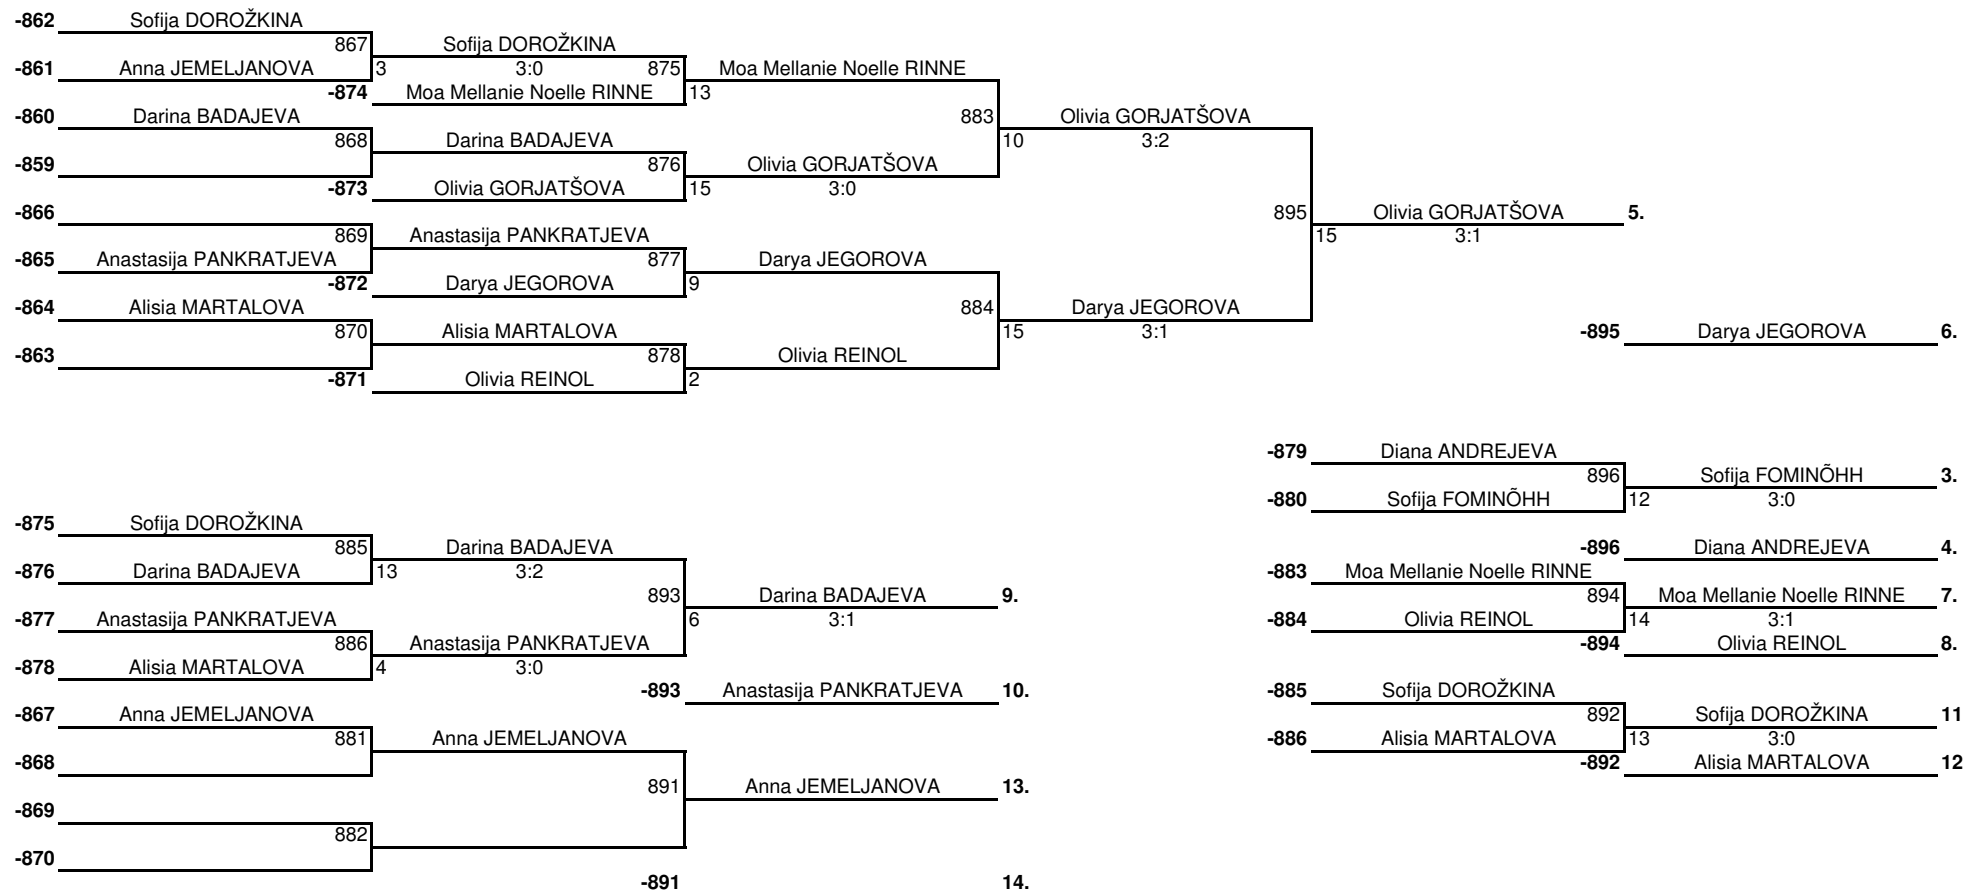 -862 Sofija DOROŽKINA
867 Sofija DOROŽKINA
-861 Anna JEMELJANOVA 3 3:0 875 Moa Mellanie Noelle RINNE
-874 Moa Mellanie Noelle RINNE 13
-860 Darina BADAJEVA 883 Olivia GORJATŠOVA
868 Darina BADAJEVA 10 3:2
-859 876 Olivia GORJATŠOVA
-873 Olivia GORJATŠOVA 15 3:0
-866 895 Olivia GORJATŠOVA 5.
869 Anastasija PANKRATJEVA 15 3:1
-865 Anastasija PANKRATJEVA 877 Darya JEGOROVA
-872 Darya JEGOROVA 9
-864 Alisia MARTALOVA 884 Darya JEGOROVA
870 Alisia MARTALOVA 15 3:1 -895 Darya JEGOROVA 6.
-863 878 Olivia REINOL
-871 Olivia REINOL 2
-879 Diana ANDREJEVA
896 Sofija FOMINÕHH 3.
-880 Sofija FOMINÕHH 12 3:0
-875 Sofija DOROŽKINA
885 Darina BADAJEVA -896 Diana ANDREJEVA 4.
-876 Darina BADAJEVA 13 3:2 -883 Moa Mellanie Noelle RINNE
893 Darina BADAJEVA 9. 894 Moa Mellanie Noelle RINNE 7.
-877 Anastasija PANKRATJEVA 6 3:1 -884 Olivia REINOL 14 3:1
886 Anastasija PANKRATJEVA -894 Olivia REINOL 8.
-878 Alisia MARTALOVA 4 3:0
-893 Anastasija PANKRATJEVA 10. -885 Sofija DOROŽKINA
-867 Anna JEMELJANOVA 892 Sofija DOROŽKINA 11
881 Anna JEMELJANOVA -886 Alisia MARTALOVA 13 3:0
-868 -892 Alisia MARTALOVA 12
891 Anna JEMELJANOVA 13.
-869
882
-870
-891 14.